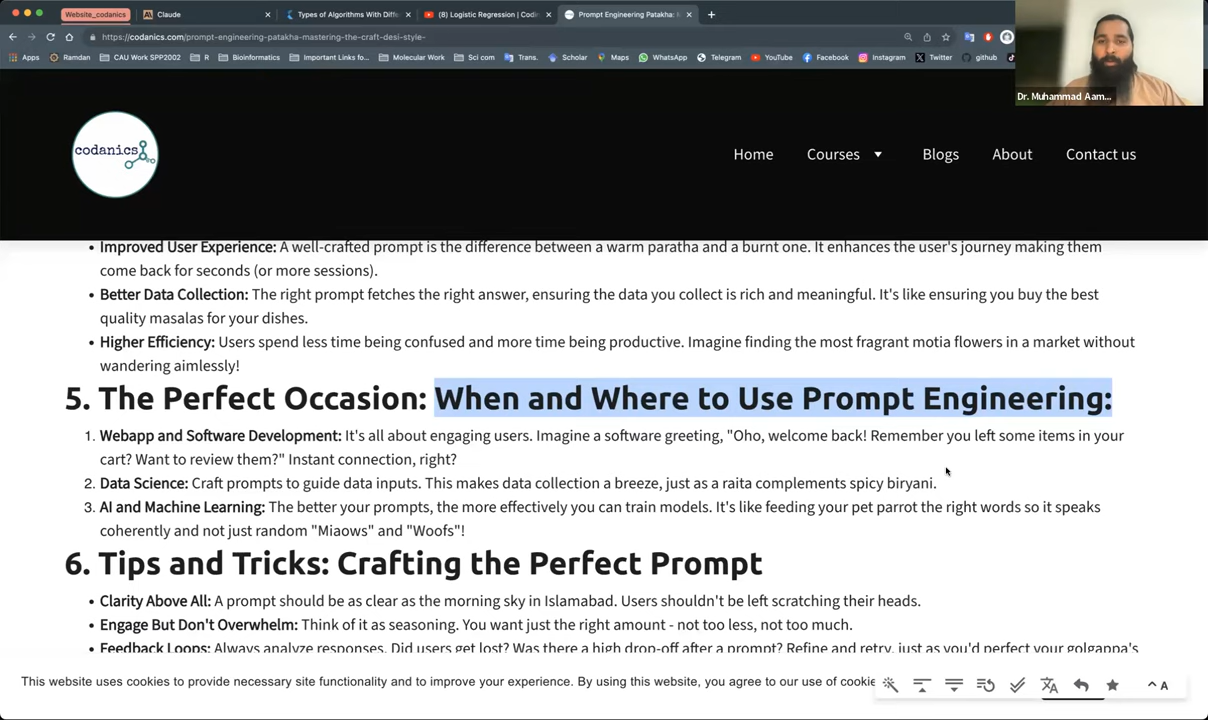 Website_codanics
Claude
Types of Algorithms With Diffe
(8) Logistic Regression | Codin
Prompt Engineering Patakha: M
https://codanics.com/prompt-engineering-patakha-mastering-the-craft-desi-style-
Apps
Ramdan
CAU Work SPP2002
R
Bioinformatics
Important Links fo...
Molecular Work
Sci com
Trans.
Scholar
Maps
WhatsApp
Telegram
YouTube
Facebook
Instagram
Twitter
github
Dr. Muhammad Aam...
codanics
Home
Courses
Blogs
About
Contact us
• Improved User Experience: A well-crafted prompt is the difference between a warm paratha and a burnt one. It enhances the user's journey making them
come back for seconds (or more sessions).
• Better Data Collection: The right prompt fetches the right answer, ensuring the data you collect is rich and meaningful. It's like ensuring you buy the best
quality masalas for your dishes.
• Higher Efficiency: Users spend less time being confused and more time being productive. Imagine finding the most fragrant motia flowers in a market without
wandering aimlessly!
5. The Perfect Occasion: When and Where to Use Prompt Engineering:
1. Webapp and Software Development: It's all about engaging users. Imagine a software greeting, "Oho, welcome back! Remember you left some items in your
cart? Want to review them?" Instant connection, right?
2. Data Science: Craft prompts to guide data inputs. This makes data collection a breeze, just as a raita complements spicy biryani.
3. AI and Machine Learning: The better your prompts, the more effectively you can train models. It's like feeding your pet parrot the right words so it speaks
coherently and not just random "Miaows" and "Woofs"!
6. Tips and Tricks: Crafting the Perfect Prompt
• Clarity Above All: A prompt should be as clear as the morning sky in Islamabad. Users shouldn't be left scratching their heads.
• Engage But Don't Overwhelm: Think of it as seasoning. You want just the right amount - not too less, not too much.
• Feedback Loops: Always analyze responses. Did users get lost? Was there a high drop-off after a prompt? Refine and retry, just as you'd perfect your golgappa's
This website uses cookies to provide necessary site functionality and to improve your experience. By using this website, you agree to our use of cookie
A